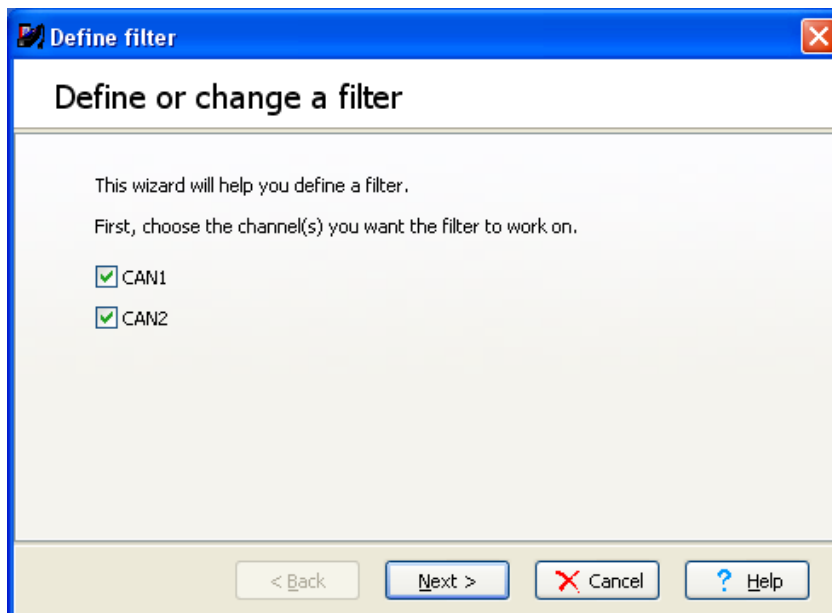 Define filter
Define or change a filter
This wizard will help you define a filter.
First, choose the channel(s) you want the filter to work on.
CAN1
CAN2
< Back Next > Cancel Help